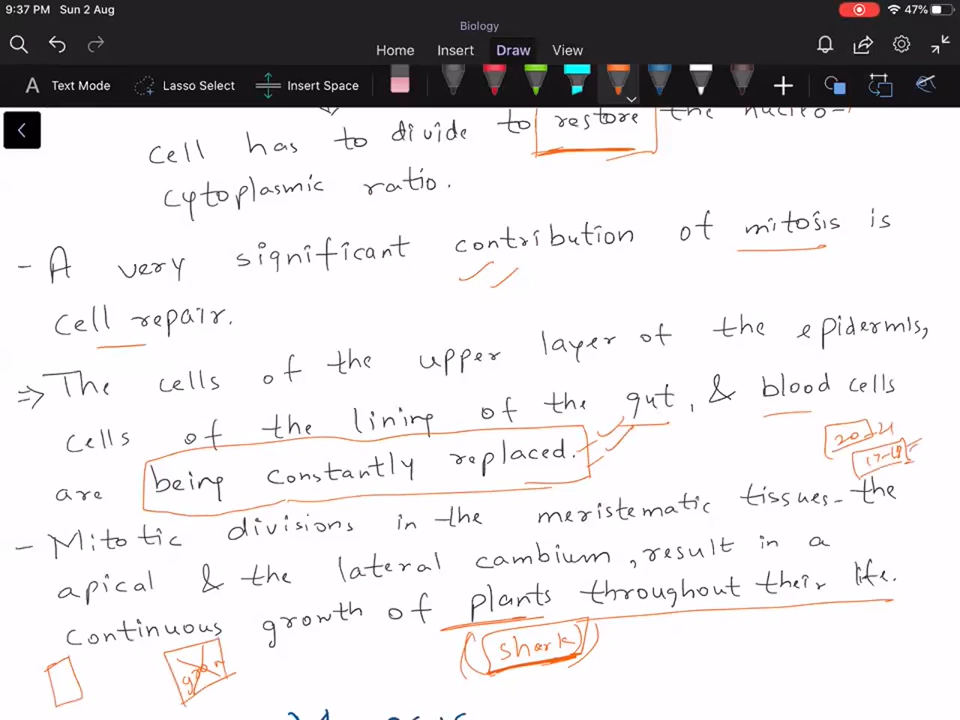 9:37 PM Sun 2 Aug
47%
Biology
Home Insert Draw View
A Text Mode Lasso Select Insert Space
cell has to divide to restore the nucleo-
cytoplasmic ratio.
- A very significant contribution of mitosis is
cell repair.
⇒ The cells of the upper layer of the epidermis,
cells of the lining of the gut, & blood cells
20-21
are being constantly replaced.
17-18
- Mitotic divisions in the meristematic tissues - the
apical & the lateral cambium, result in a
continuous growth of plants throughout their life.
(shark)